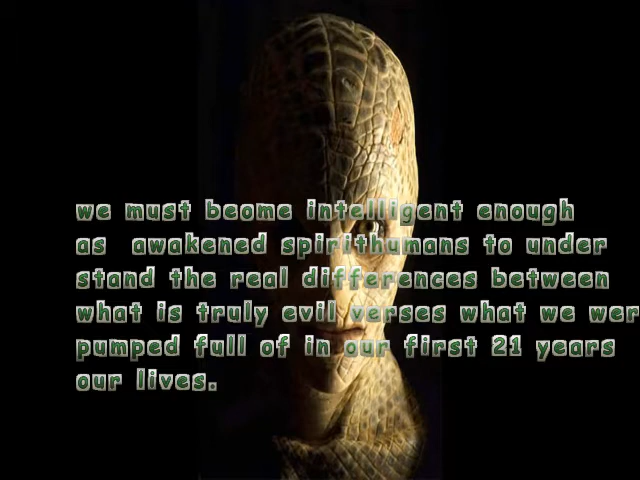 we must beome intelligent enough
as awakened spirithumans to under
stand the real differences between
what is truly evil verses what we wer
pumped full of in our first 21 years
our lives.